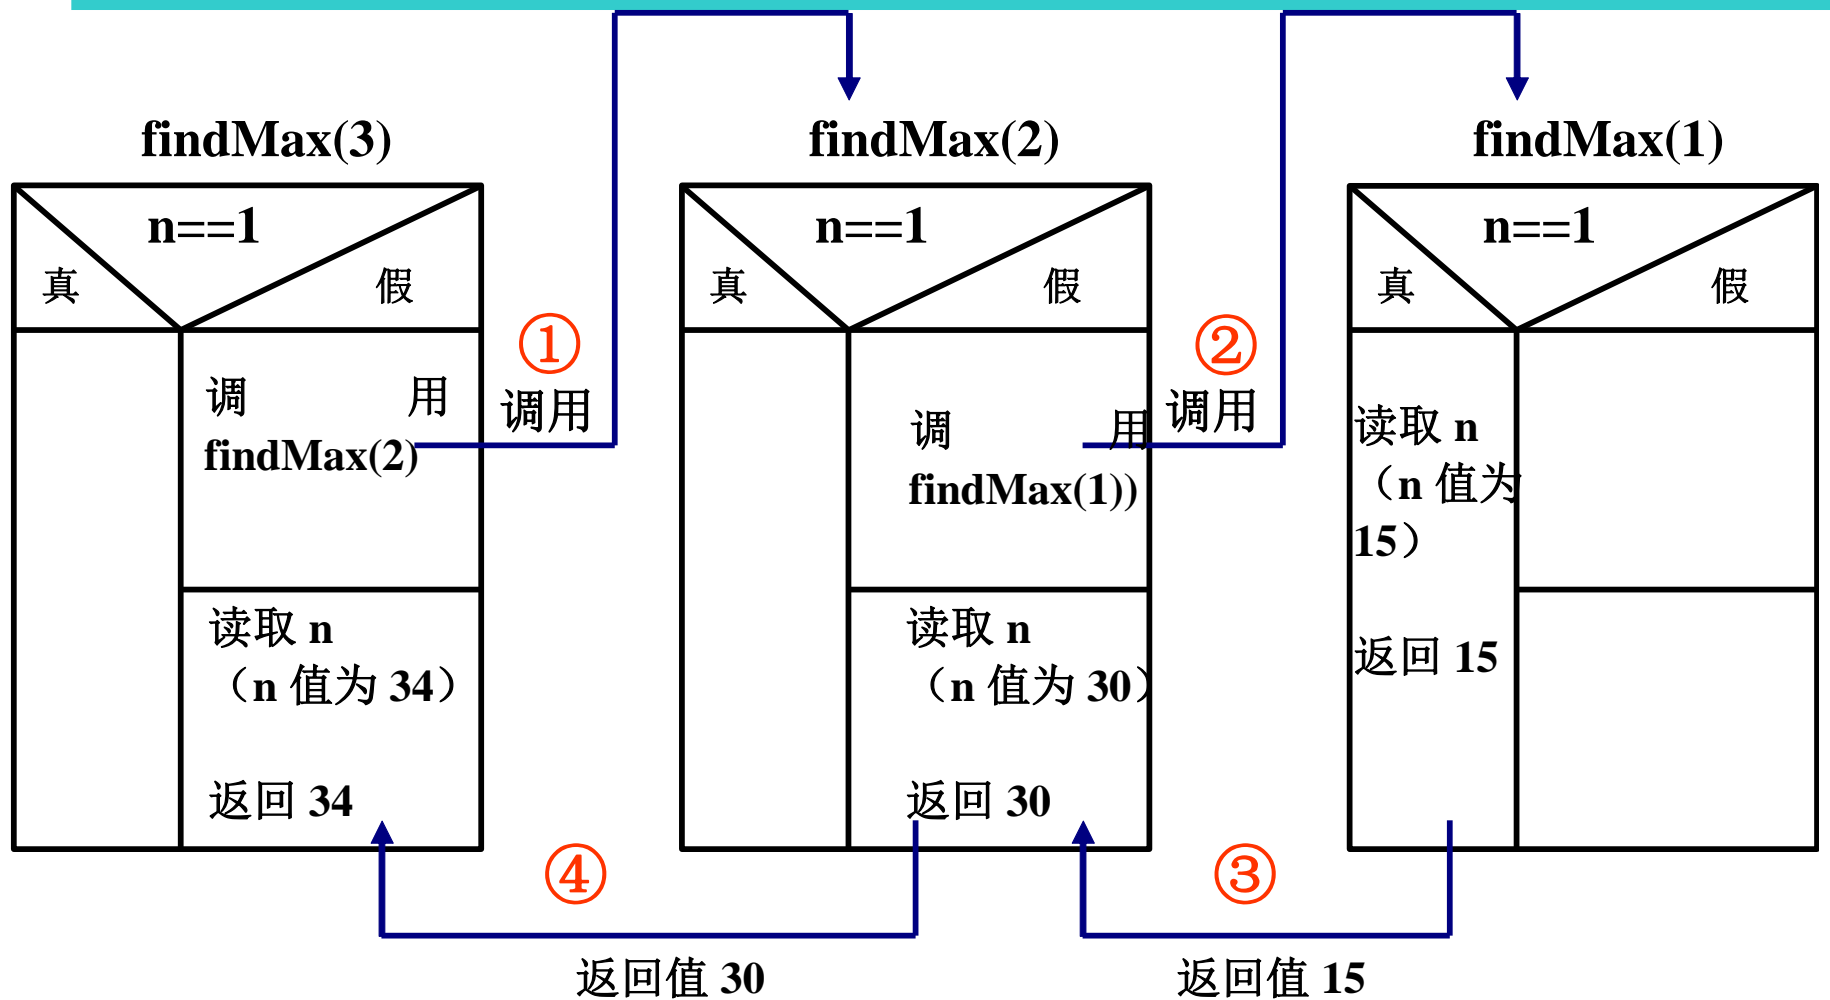 findMax(3)
n==1
真
假
调 用
findMax(2)
读取 n
（n 值为 34）
返回 34
①
调用
findMax(2)
n==1
真
假
调 用
findMax(1))
读取 n
（n 值为 30）
返回 30
②
调用
findMax(1)
n==1
真
假
读取 n
（n 值为
15）
返回 15
③
返回值 15
④
返回值 30